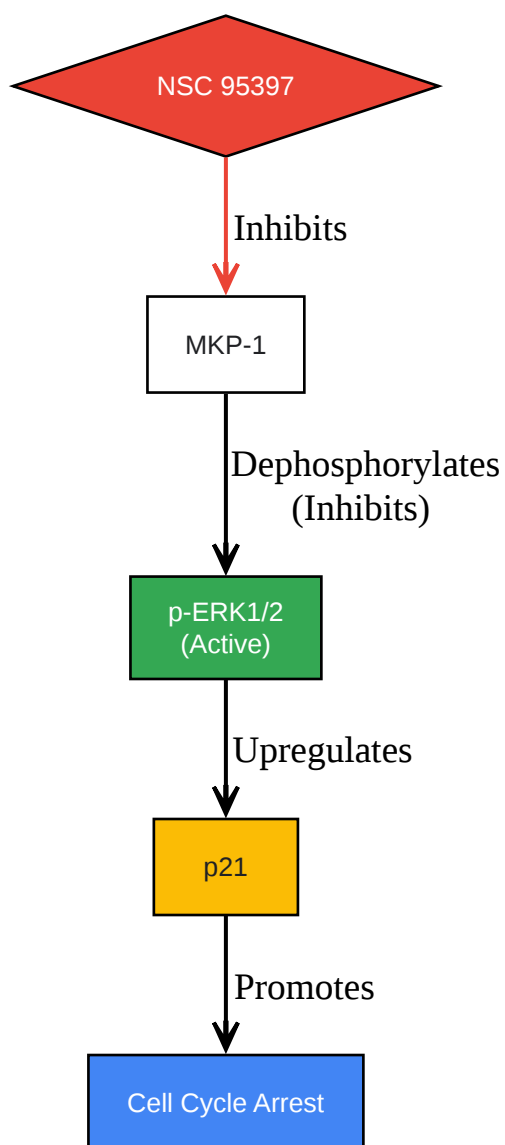 NSC 95397
Inhibits
MKP-1
Dephosphorylates
(Inhibits)
p-ERK1/2
(Active)
Upregulates
p21
Promotes
Cell Cycle Arrest